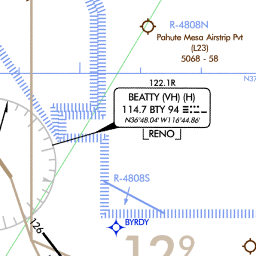 R-4808N
Pahute Mesa Airstrip Pvt
(L23)
5068 - 58
N37
122.1R
BEATTY (VH) (H)
114.7 BTY 94
N36°48.04' W116°44.86'
RENO
R-4808S
126
BYRDY
12 9